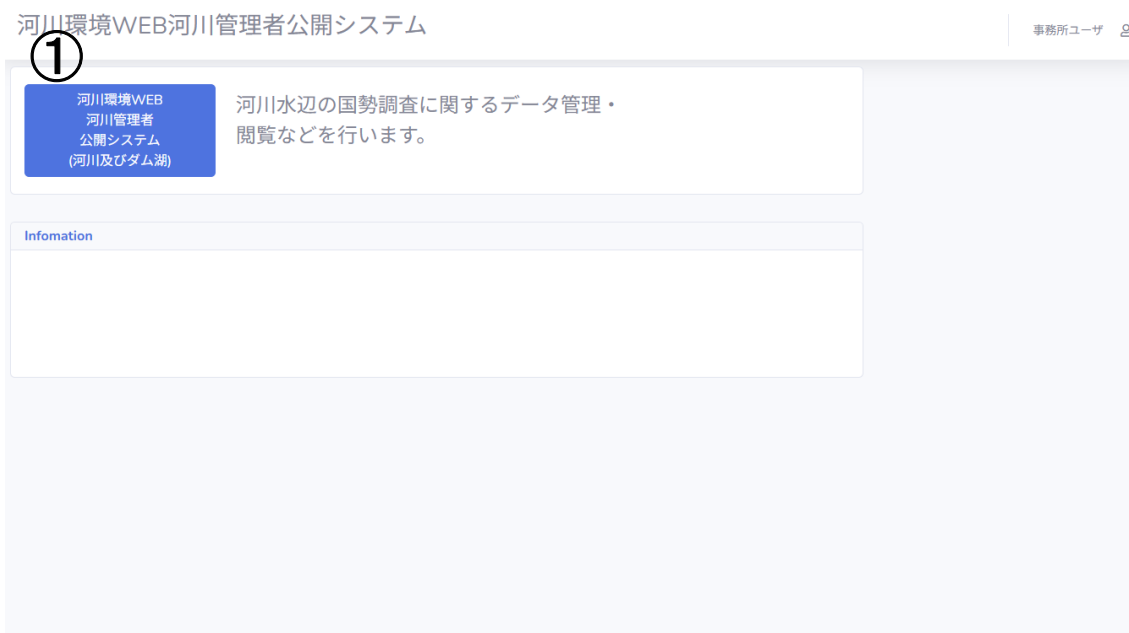 河川環境WEB河川管理者公開システム
事務所ユーザ
①
河川環境WEB
河川管理者
公開システム
(河川及びダム湖)
河川水辺の国勢調査に関するデータ管理・
閲覧などを行います。
Infomation